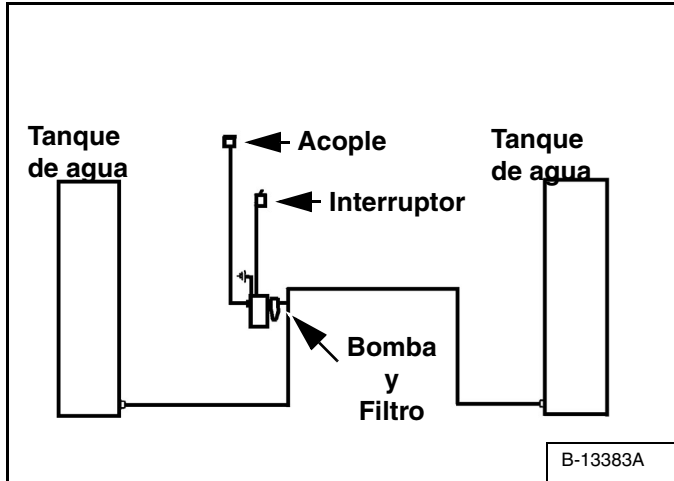 Tanque
de agua
Acople
Tanque
de agua
Interruptor
Bomba
y
Filtro
B-13383A